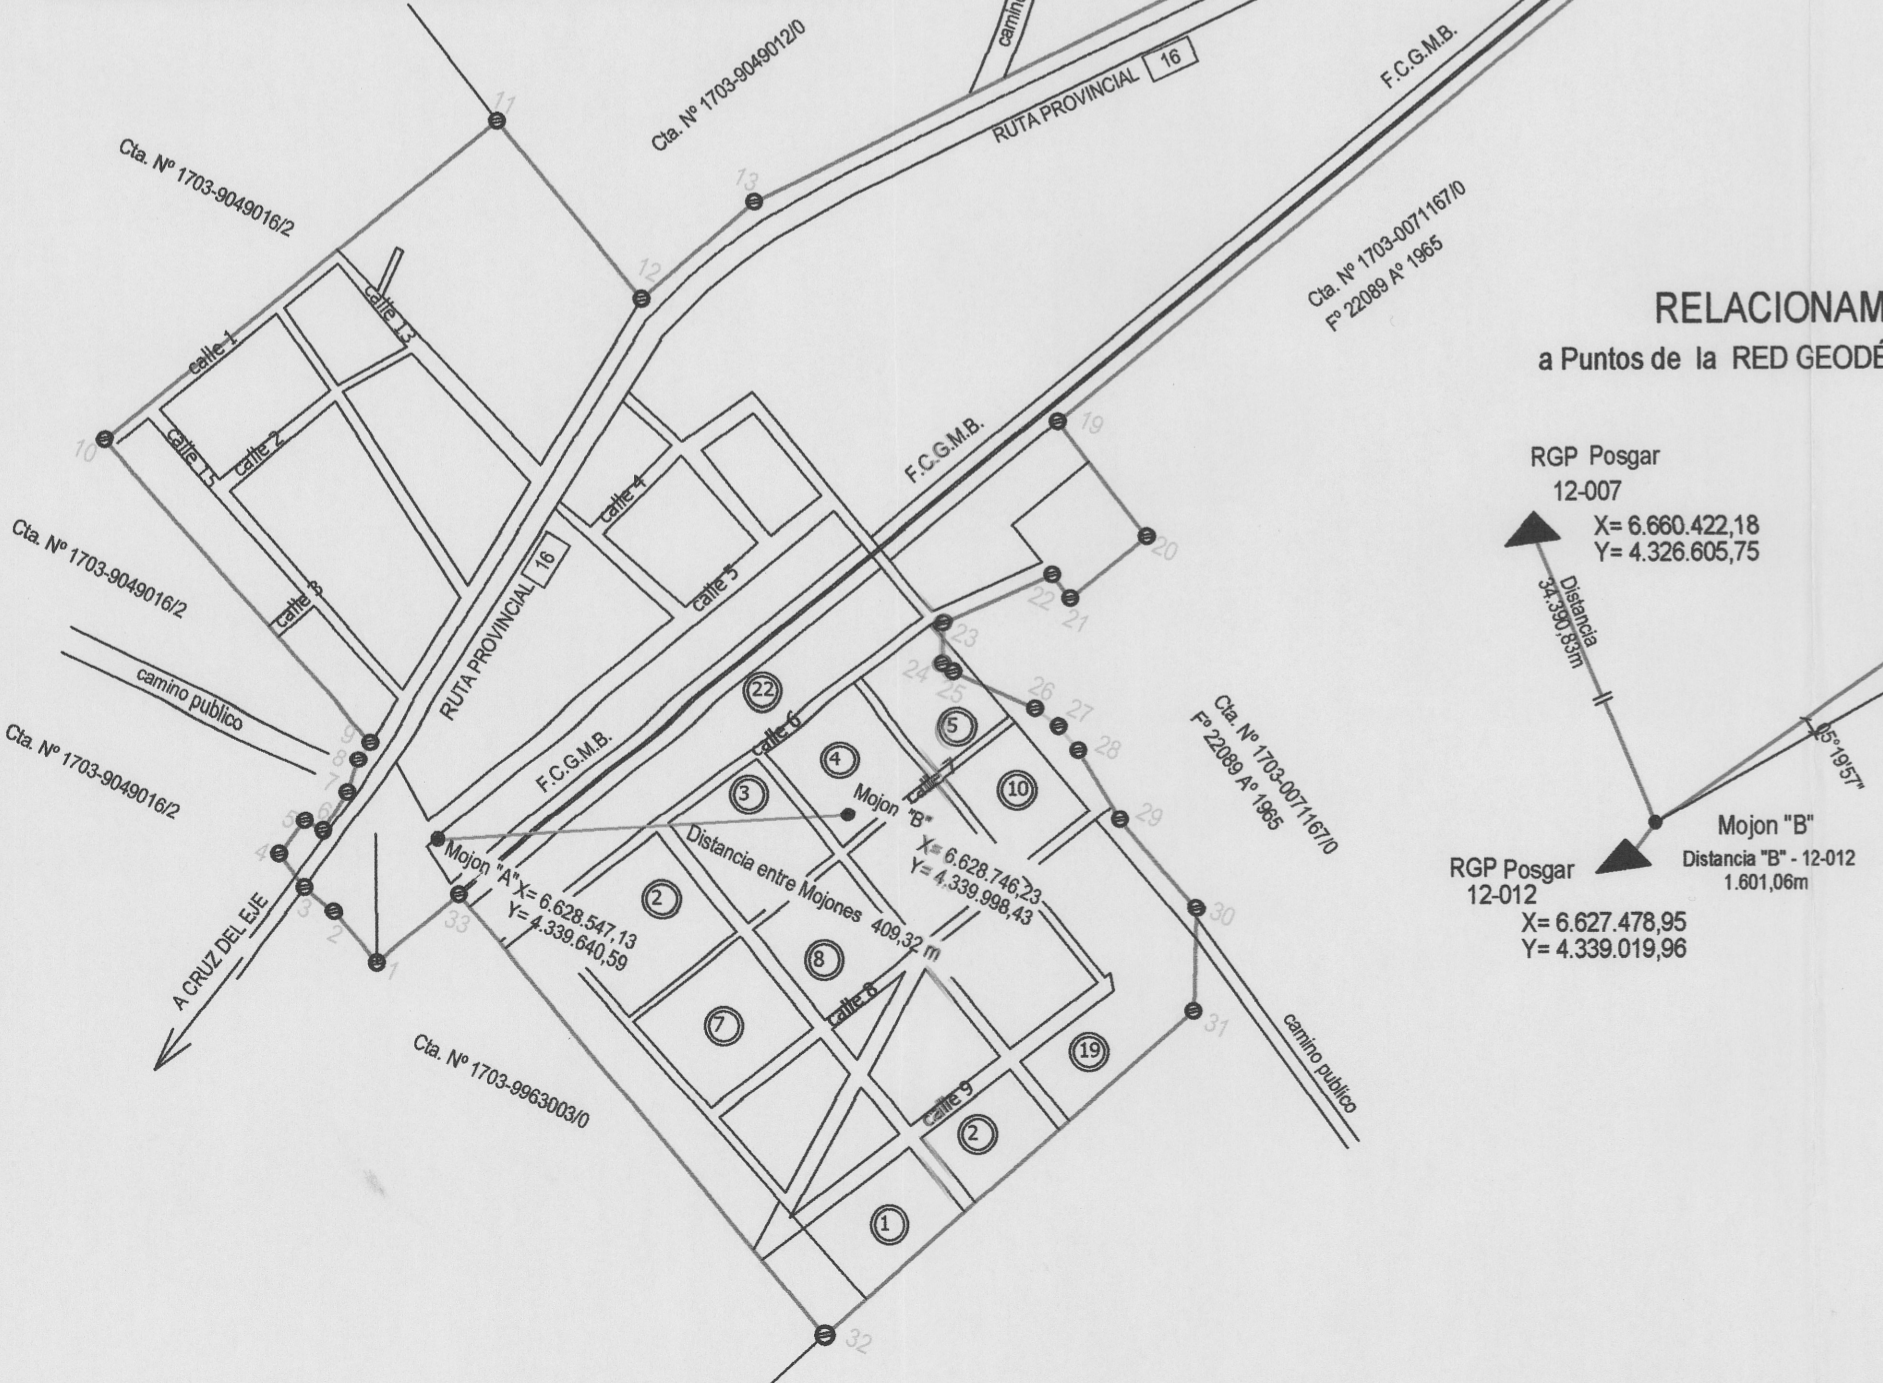 11
Cta. Nº 1703-9049012/0
camin
RUTA PROVINCIAL 16
F.C.G.M.B.
Cta. Nº 1703-9049016/2
13
12
Cta. Nº 1703-0071167/0
Fº 22089 Aº 1965
calle 13
calle 1
10
calle 15
calle 2
calle 4
F.C.G.M.B.
19
20
22
21
calle 5
RUTA PROVINCIAL 16
Cta. Nº 1703-9049016/2
calle 3
camino publico
Cta. Nº 1703-9049016/2
9
8
7
6
5
4
3
2
1
33
A CRUZ DEL EJE
23
24
25
26
27
28
29
30
31
32
22
calle 6
F.C.G.M.B.
5
4
3
calle 7
10
Mojon "B"
X= 6.628.746,23
Y= 4.339.998,43
Mojon "A"
X= 6.628.547,13
Y= 4.339.640,59
Distancia entre Mojones 409,32 m
2
8
calle 8
7
19
calle 9
2
1
Cta. Nº 1703-0071167/0
Fº 22089 Aº 1965
camino publico
Cta. Nº 1703-9963003/0
RELACIONAM
a Puntos de la RED GEODÉ
RGP Posgar
12-007
X= 6.660.422,18
Y= 4.326.605,75
Distancia
34.390,83m
5°19'57"
Mojon "B"
Distancia "B" - 12-012
1.601,06m
RGP Posgar
12-012
X= 6.627.478,95
Y= 4.339.019,96